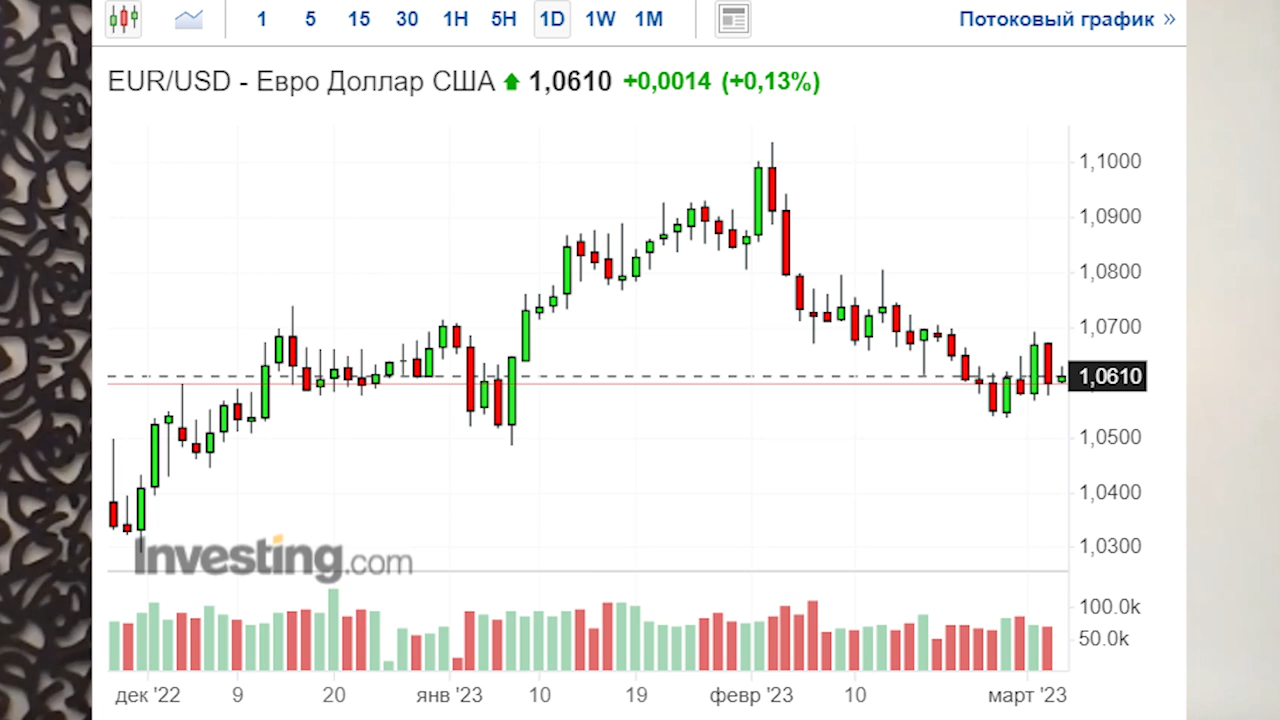 1 5 15 30 1H 5H 1D 1W 1M Потоковый график »
EUR/USD - Евро Доллар США 1,0610 +0,0014 (+0,13%)
1,1000
1,0900
1,0800
1,0700
1,0610
1,0500
1,0400
1,0300
Investing.com
100.0k
50.0k
дек '22 9 20 янв '23 10 19 февр '23 10 март '23